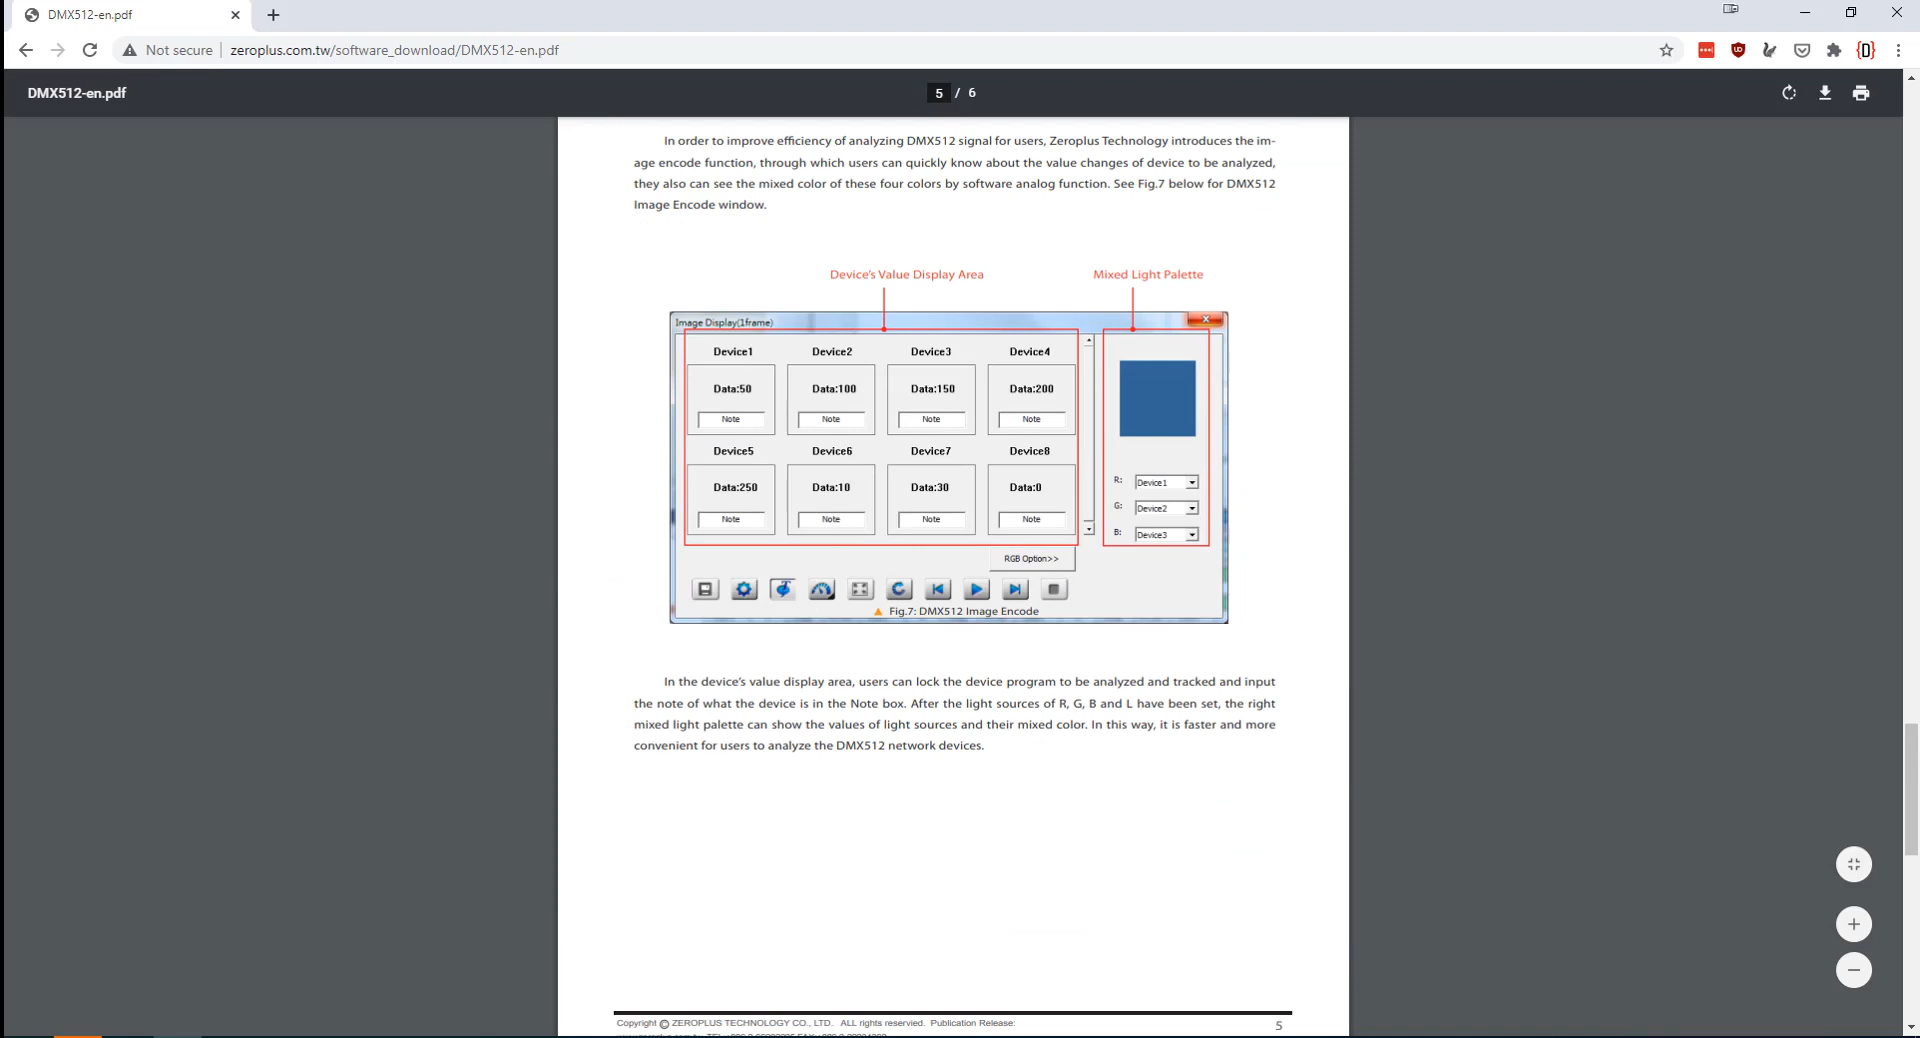 DMX512-en.pdf
Not secure
zeroplus.com.tw/software_download/DMX512-en.pdf
DMX512-en.pdf
5 / 6
In order to improve efficiency of analyzing DMX512 signal for users, Zeroplus Technology introduces the im-
age encode function, through which users can quickly know about the value changes of device to be analyzed,
they also can see the mixed color of these four colors by software analog function. See Fig.7 below for DMX512
Image Encode window.
Device's Value Display Area
Mixed Light Palette
Image Display(1frame)
Device1 Device2 Device3 Device4
Data:50 Data:100 Data:150 Data:200
Note Note Note Note
Device5 Device6 Device7 Device8
Data:250 Data:10 Data:30 Data:0
Note Note Note Note
R: Device1
G: Device2
B: Device3
RGB Option>>
Fig.7: DMX512 Image Encode
In the device's value display area, users can lock the device program to be analyzed and tracked and input
the note of what the device is in the Note box. After the light sources of R, G, B and L have been set, the right
mixed light palette can show the values of light sources and their mixed color. In this way, it is faster and more
convenient for users to analyze the DMX512 network devices.
Copyright © ZEROPLUS TECHNOLOGY CO., LTD. ALL rights reservied. Publication Release:
5